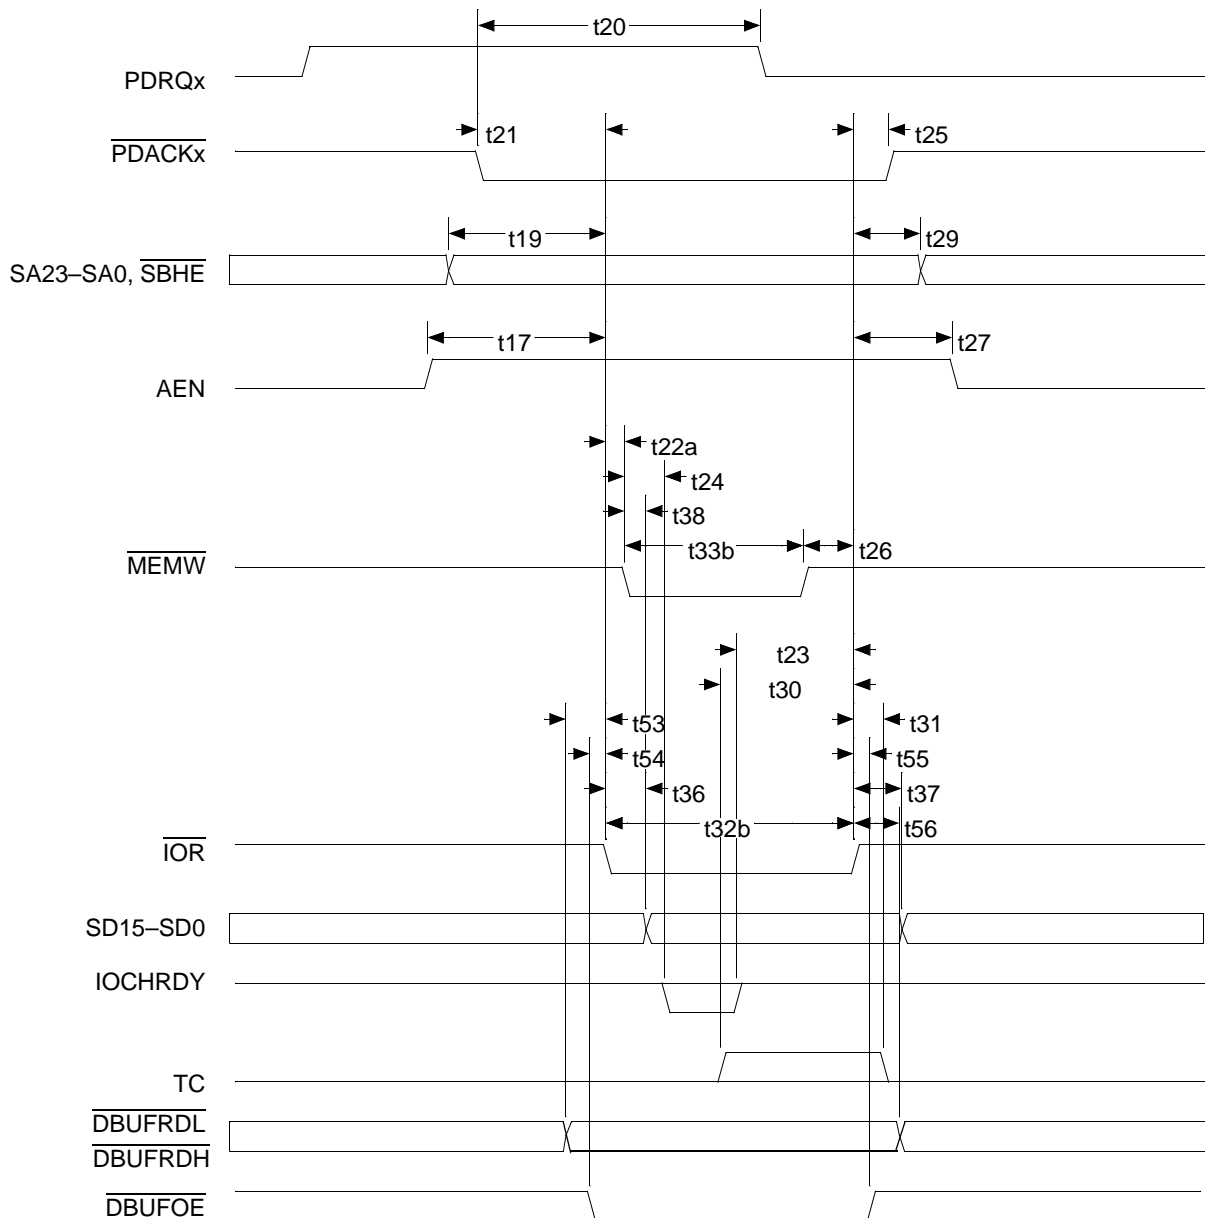 t20
PDRQx
t21
t25
PDACKx
t19
t29
SA23–SA0, SBHE
t17
t27
AEN
t22a
t24
t38
t33b
t26
MEMW
t23
t30
t53
t31
t54
t55
t36
t37
t32b
t56
IOR
SD15–SD0
IOCHRDY
TC
DBUFRDL
DBUFRDH
DBUFOE